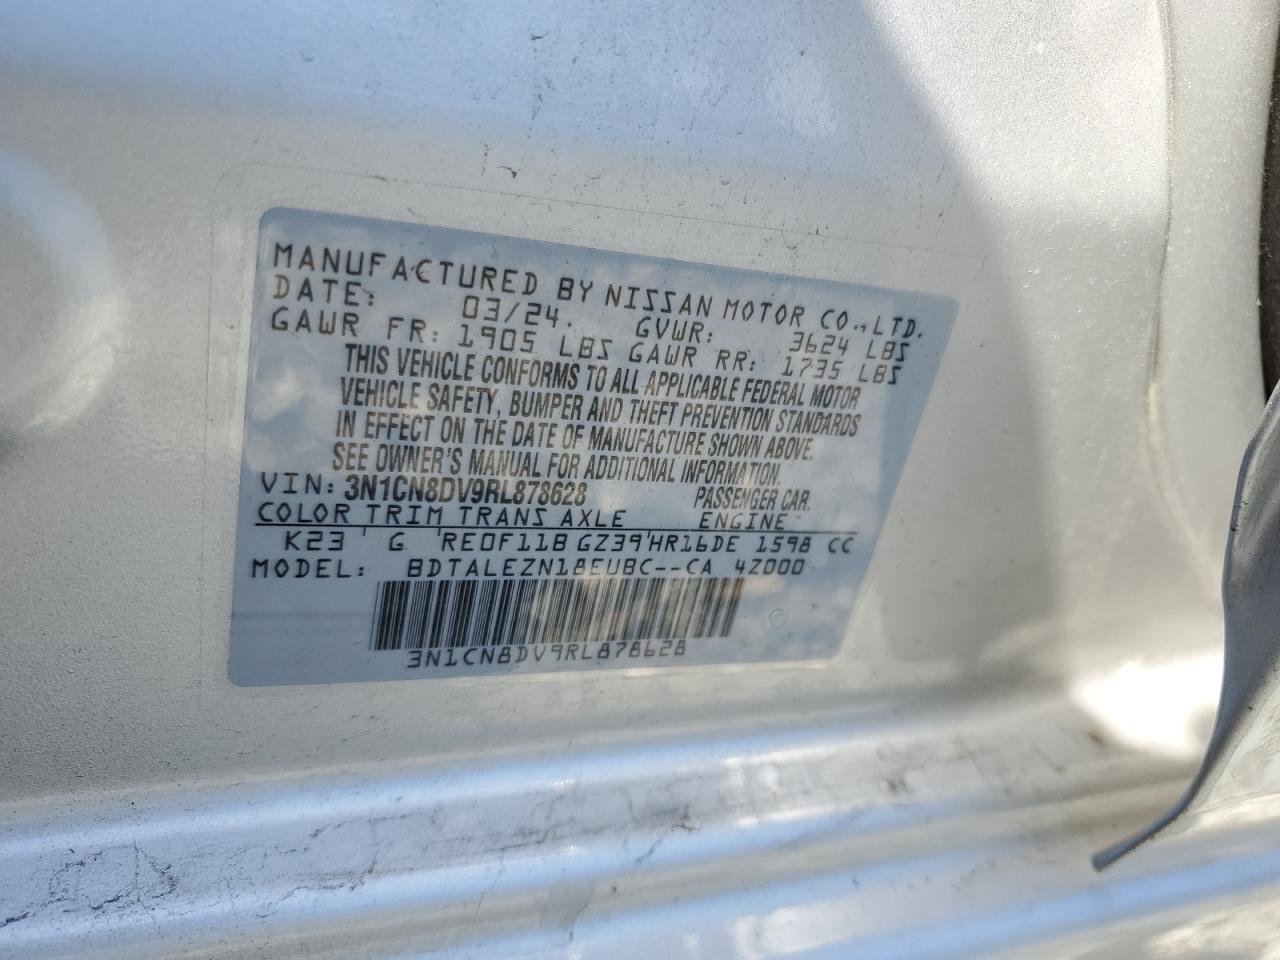 MANUFACTURED BY NISSAN MOTOR CO., LTD.
DATE: 03/24. GVWR: 3624 LBS
GAWR FR: 1905 LBS GAWR RR: 1735 LBS
THIS VEHICLE CONFORMS TO ALL APPLICABLE FEDERAL MOTOR
VEHICLE SAFETY, BUMPER AND THEFT PREVENTION STANDARDS
IN EFFECT ON THE DATE OF MANUFACTURE SHOWN ABOVE.
SEE OWNER'S MANUAL FOR ADDITIONAL INFORMATION.
VIN: 3N1CN8DV9RL878628 PASSENGER CAR.
COLOR TRIM TRANS AXLE ENGINE
K23 G RE0F11B GZ39 HR16DE 1598 CC
MODEL: BDTALEZN18EUBC--CA 4Z000
3N1CN8DV9RL878628